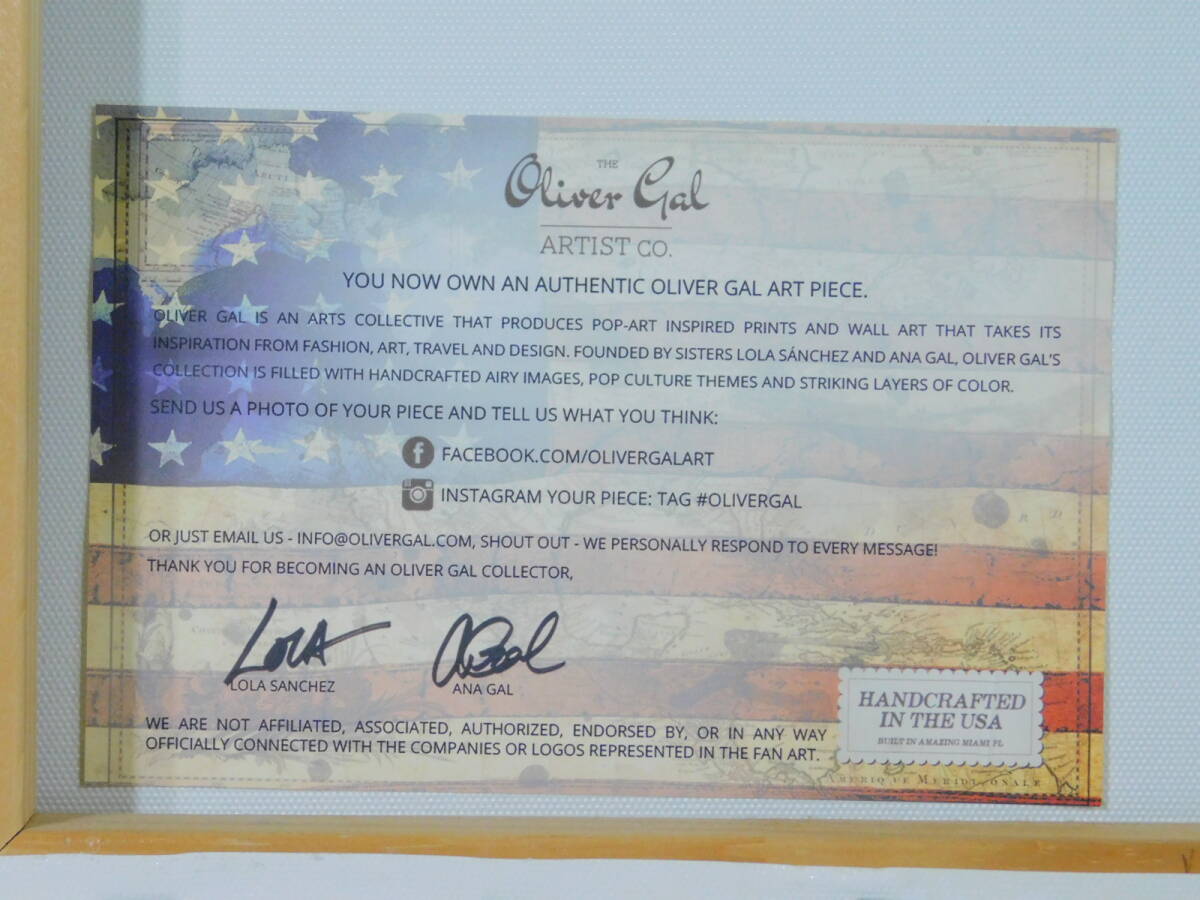 THE
Oliver Gal
ARTIST CO.
YOU NOW OWN AN AUTHENTIC OLIVER GAL ART PIECE.
OLIVER GAL IS AN ARTS COLLECTIVE THAT PRODUCES POP-ART INSPIRED PRINTS AND WALL ART THAT TAKES ITS
INSPIRATION FROM FASHION, ART, TRAVEL AND DESIGN. FOUNDED BY SISTERS LOLA SÁNCHEZ AND ANA GAL, OLIVER GAL'S
COLLECTION IS FILLED WITH HANDCRAFTED AIRY IMAGES, POP CULTURE THEMES AND STRIKING LAYERS OF COLOR.
SEND US A PHOTO OF YOUR PIECE AND TELL US WHAT YOU THINK:
FACEBOOK.COM/OLIVERGALART
INSTAGRAM YOUR PIECE: TAG #OLIVERGAL
OR JUST EMAIL US - INFO@OLIVERGAL.COM, SHOUT OUT - WE PERSONALLY RESPOND TO EVERY MESSAGE!
THANK YOU FOR BECOMING AN OLIVER GAL COLLECTOR,
LOLA
LOLA SANCHEZ
ANA GAL
WE ARE NOT AFFILIATED, ASSOCIATED, AUTHORIZED, ENDORSED BY, OR IN ANY WAY
OFFICIALLY CONNECTED WITH THE COMPANIES OR LOGOS REPRESENTED IN THE FAN ART.
HANDCRAFTED
IN THE USA
BUILT IN AMAZING MIAMI FL
AMERIQUE MERIDIONALE